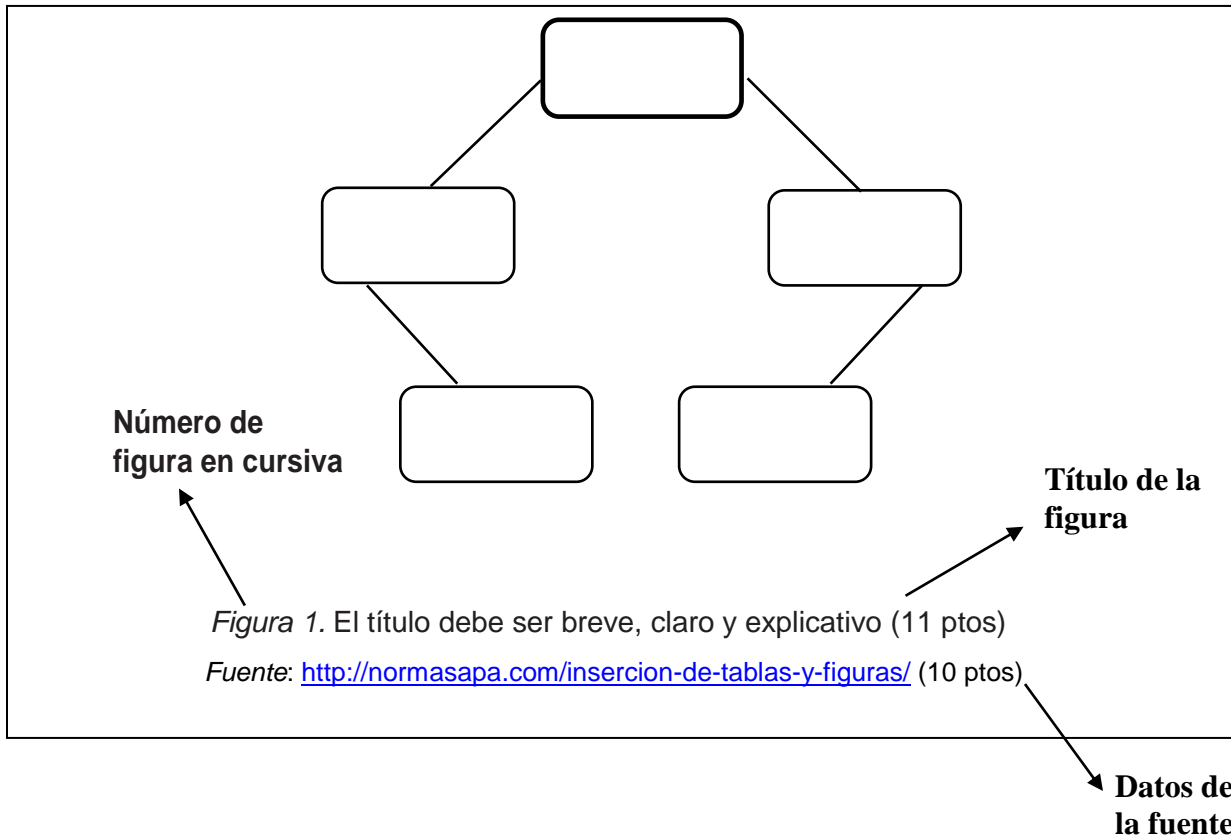 Número de
figura en cursiva
Título de la
figura
Figura 1. El título debe ser breve, claro y explicativo (11 ptos)
Fuente: http://normasapa.com/insercion-de-tablas-y-figuras/ (10 ptos)
Datos de
la fuente